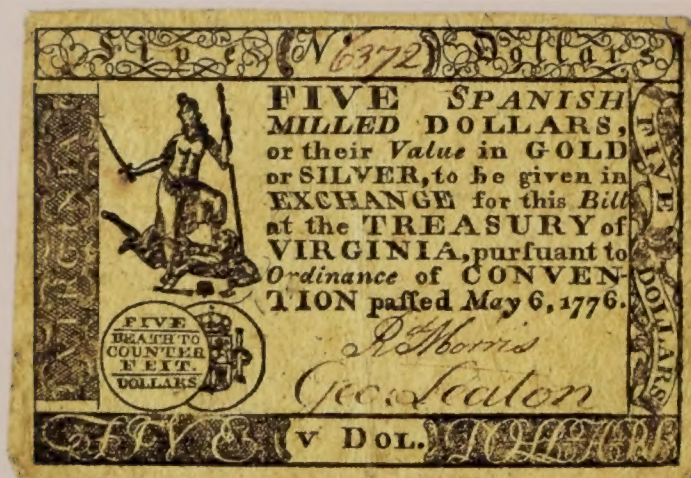 Five (No 6372) Dollars
VIRGINIA
FIVE SPANISH
MILLED DOLLARS,
or their Value in GOLD
or SILVER, to be given in
EXCHANGE for this Bill
at the TREASURY of
VIRGINIA, purſuant to
Ordinance of CONVEN-
TION paſſed May 6, 1776.
FIVE DOLLARS
FIVE
DEATH TO
COUNTER
FEIT.
DOLLARS
Rd Morris
Geo. Seaton
FIVE (V DOL.) DOLLARS